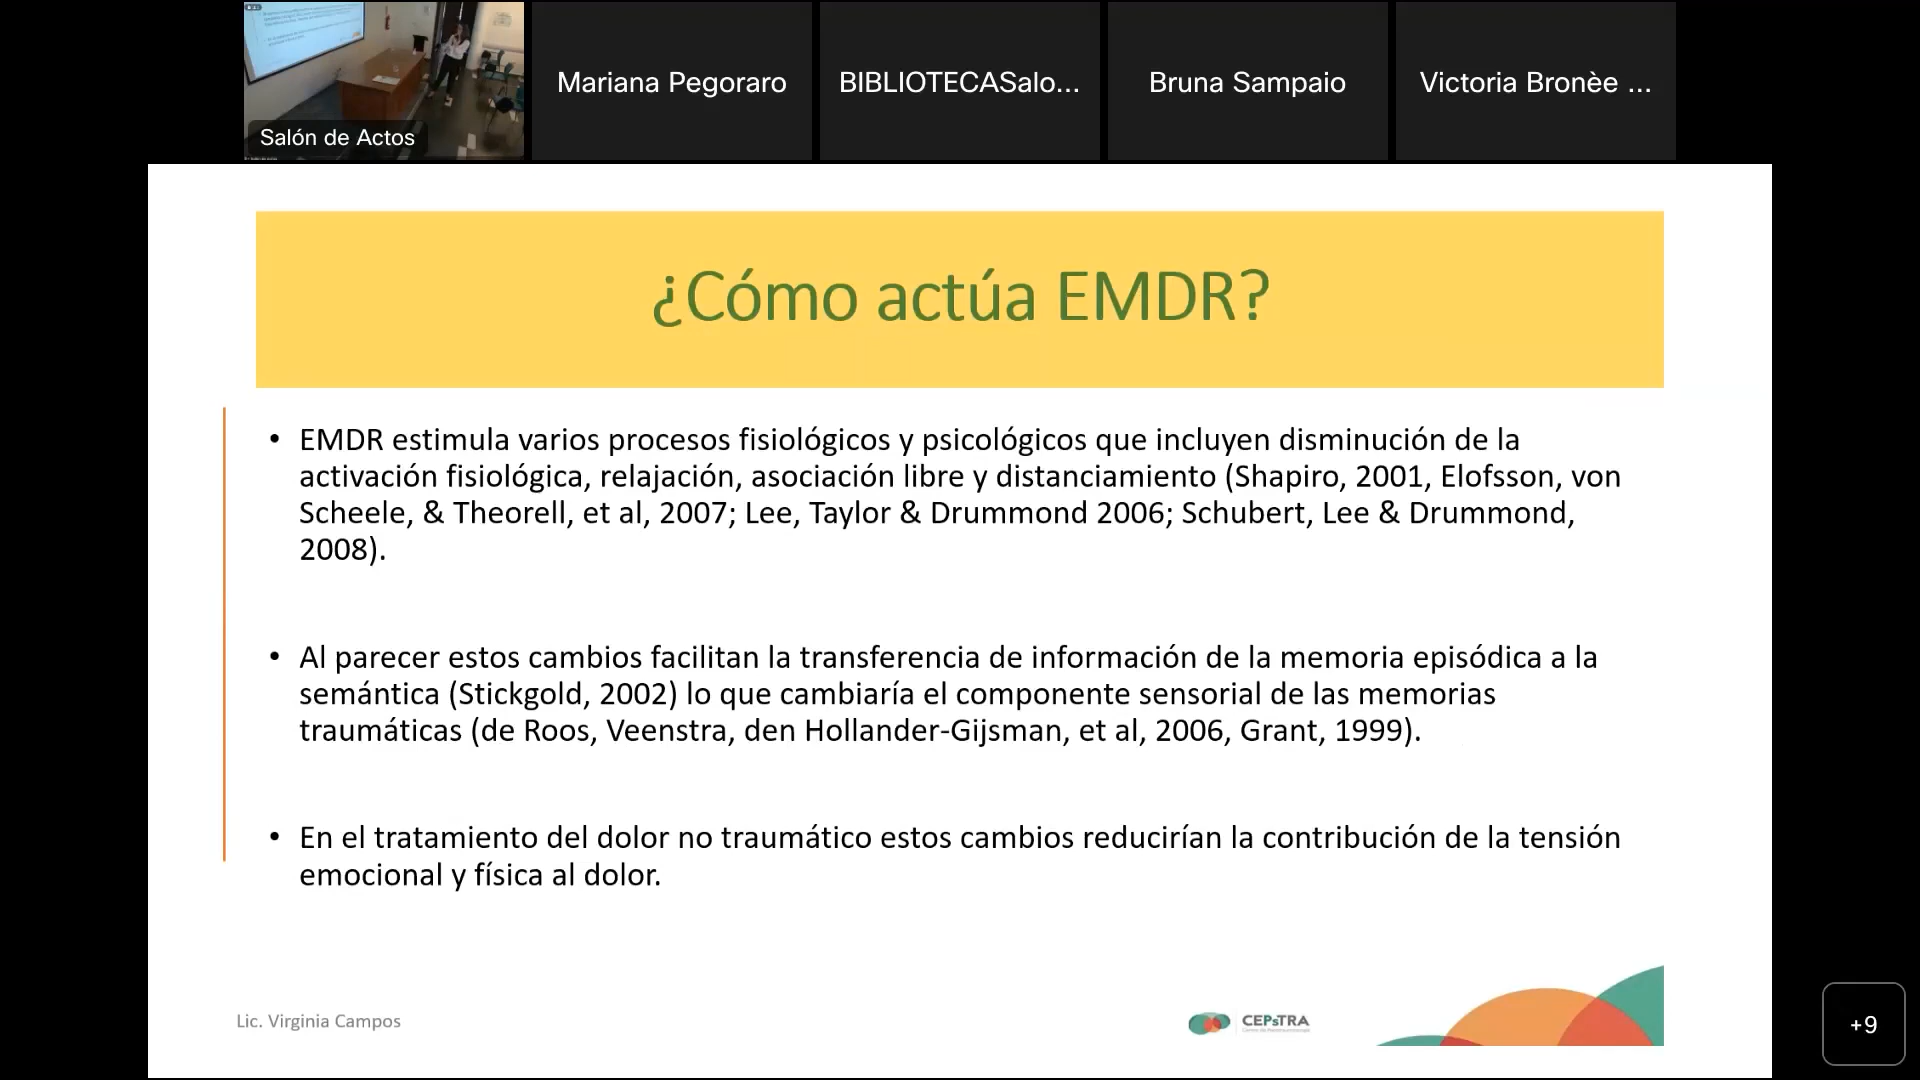 Salón de Actos
Mariana Pegoraro
BIBLIOTECASalo...
Bruna Sampaio
Victoria Bronèe ...
¿Cómo actúa EMDR?
• EMDR estimula varios procesos fisiológicos y psicológicos que incluyen disminución de la
activación fisiológica, relajación, asociación libre y distanciamiento (Shapiro, 2001, Elofsson, von
Scheele, & Theorell, et al, 2007; Lee, Taylor & Drummond 2006; Schubert, Lee & Drummond,
2008).
• Al parecer estos cambios facilitan la transferencia de información de la memoria episódica a la
semántica (Stickgold, 2002) lo que cambiaría el componente sensorial de las memorias
traumáticas (de Roos, Veenstra, den Hollander-Gijsman, et al, 2006, Grant, 1999).
• En el tratamiento del dolor no traumático estos cambios reducirían la contribución de la tensión
emocional y física al dolor.
Lic. Virginia Campos
CEPsTRA
+9